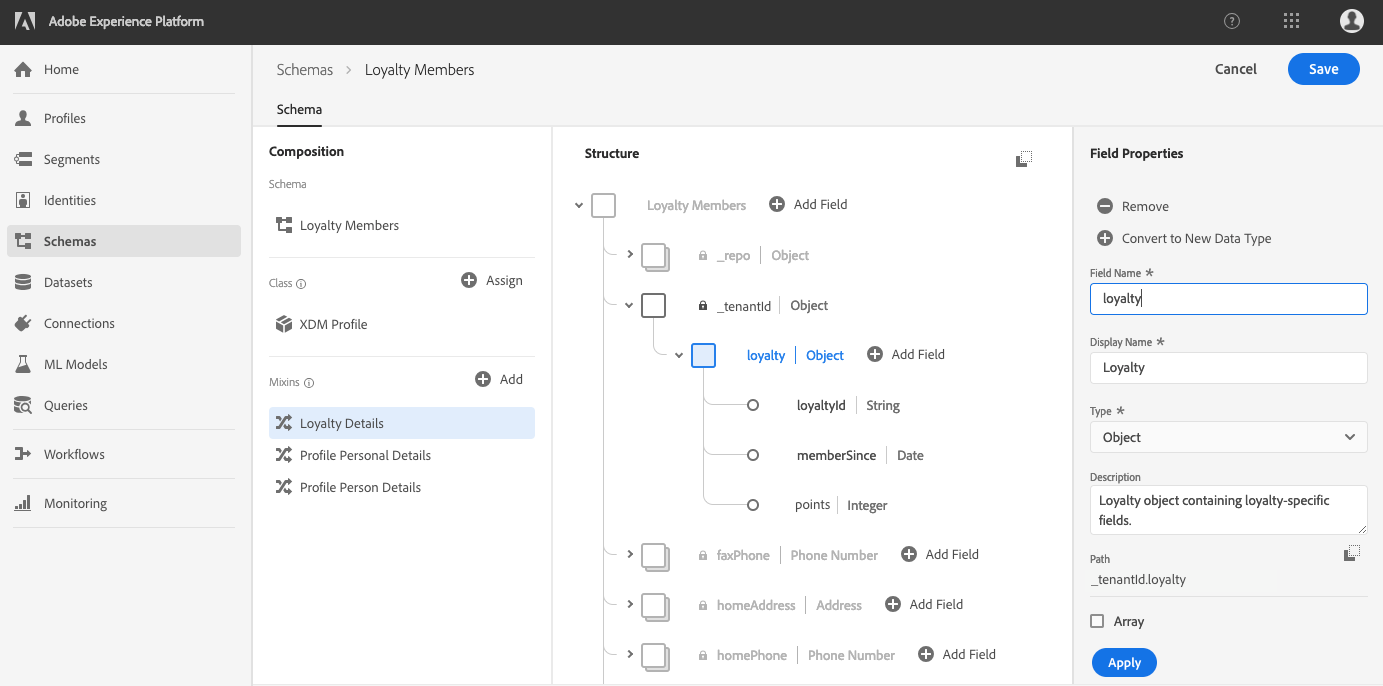 Adobe Experience Platform
?
Home
Profiles
Segments
Identities
Schemas
Datasets
Connections
ML Models
Queries
Workflows
Monitoring
Schemas > Loyalty Members
Cancel
Save
Schema
Composition
Schema
Loyalty Members
Class
Assign
XDM Profile
Mixins
Add
Loyalty Details
Profile Personal Details
Profile Person Details
Structure
Loyalty Members Add Field
_repo | Object
_tenantId | Object
loyalty | Object Add Field
loyaltyId | String
memberSince | Date
points | Integer
faxPhone | Phone Number Add Field
homeAddress | Address Add Field
homePhone | Phone Number Add Field
Field Properties
Remove
Convert to New Data Type
Field Name *
loyalty
Display Name *
Loyalty
Type *
Object
Description
Loyalty object containing loyalty-specific
fields.
Path
_tenantId.loyalty
Array
Apply